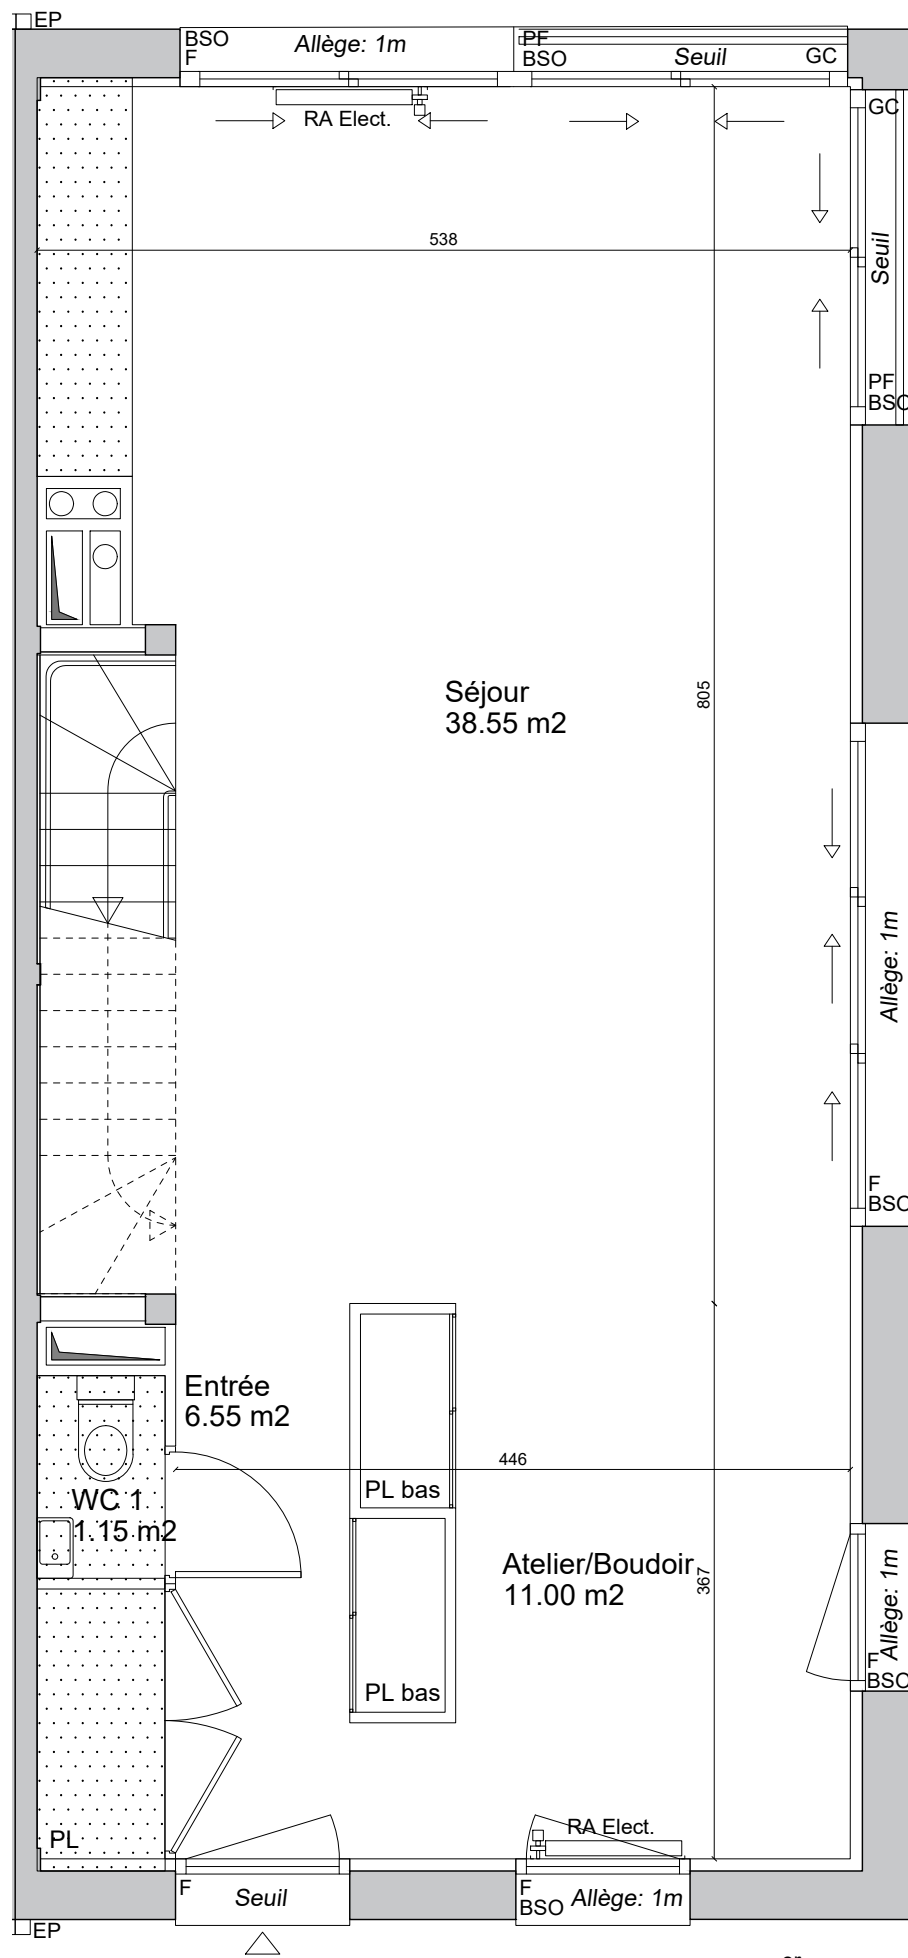 EP
BSO
F
Allège: 1m
PF
BSO
Seuil
GC
RA Elect.
GC
538
Seuil
PF
BSO
Séjour
38.55 m2
805
Allège: 1m
F
BSO
Entrée
6.55 m2
446
PL bas
WC 1
1.15 m2
Atelier/Boudoir
11.00 m2
367
Allège: 1m
F
BSO
PL bas
RA Elect.
PL
F
Seuil
F
BSO
Allège: 1m
EP